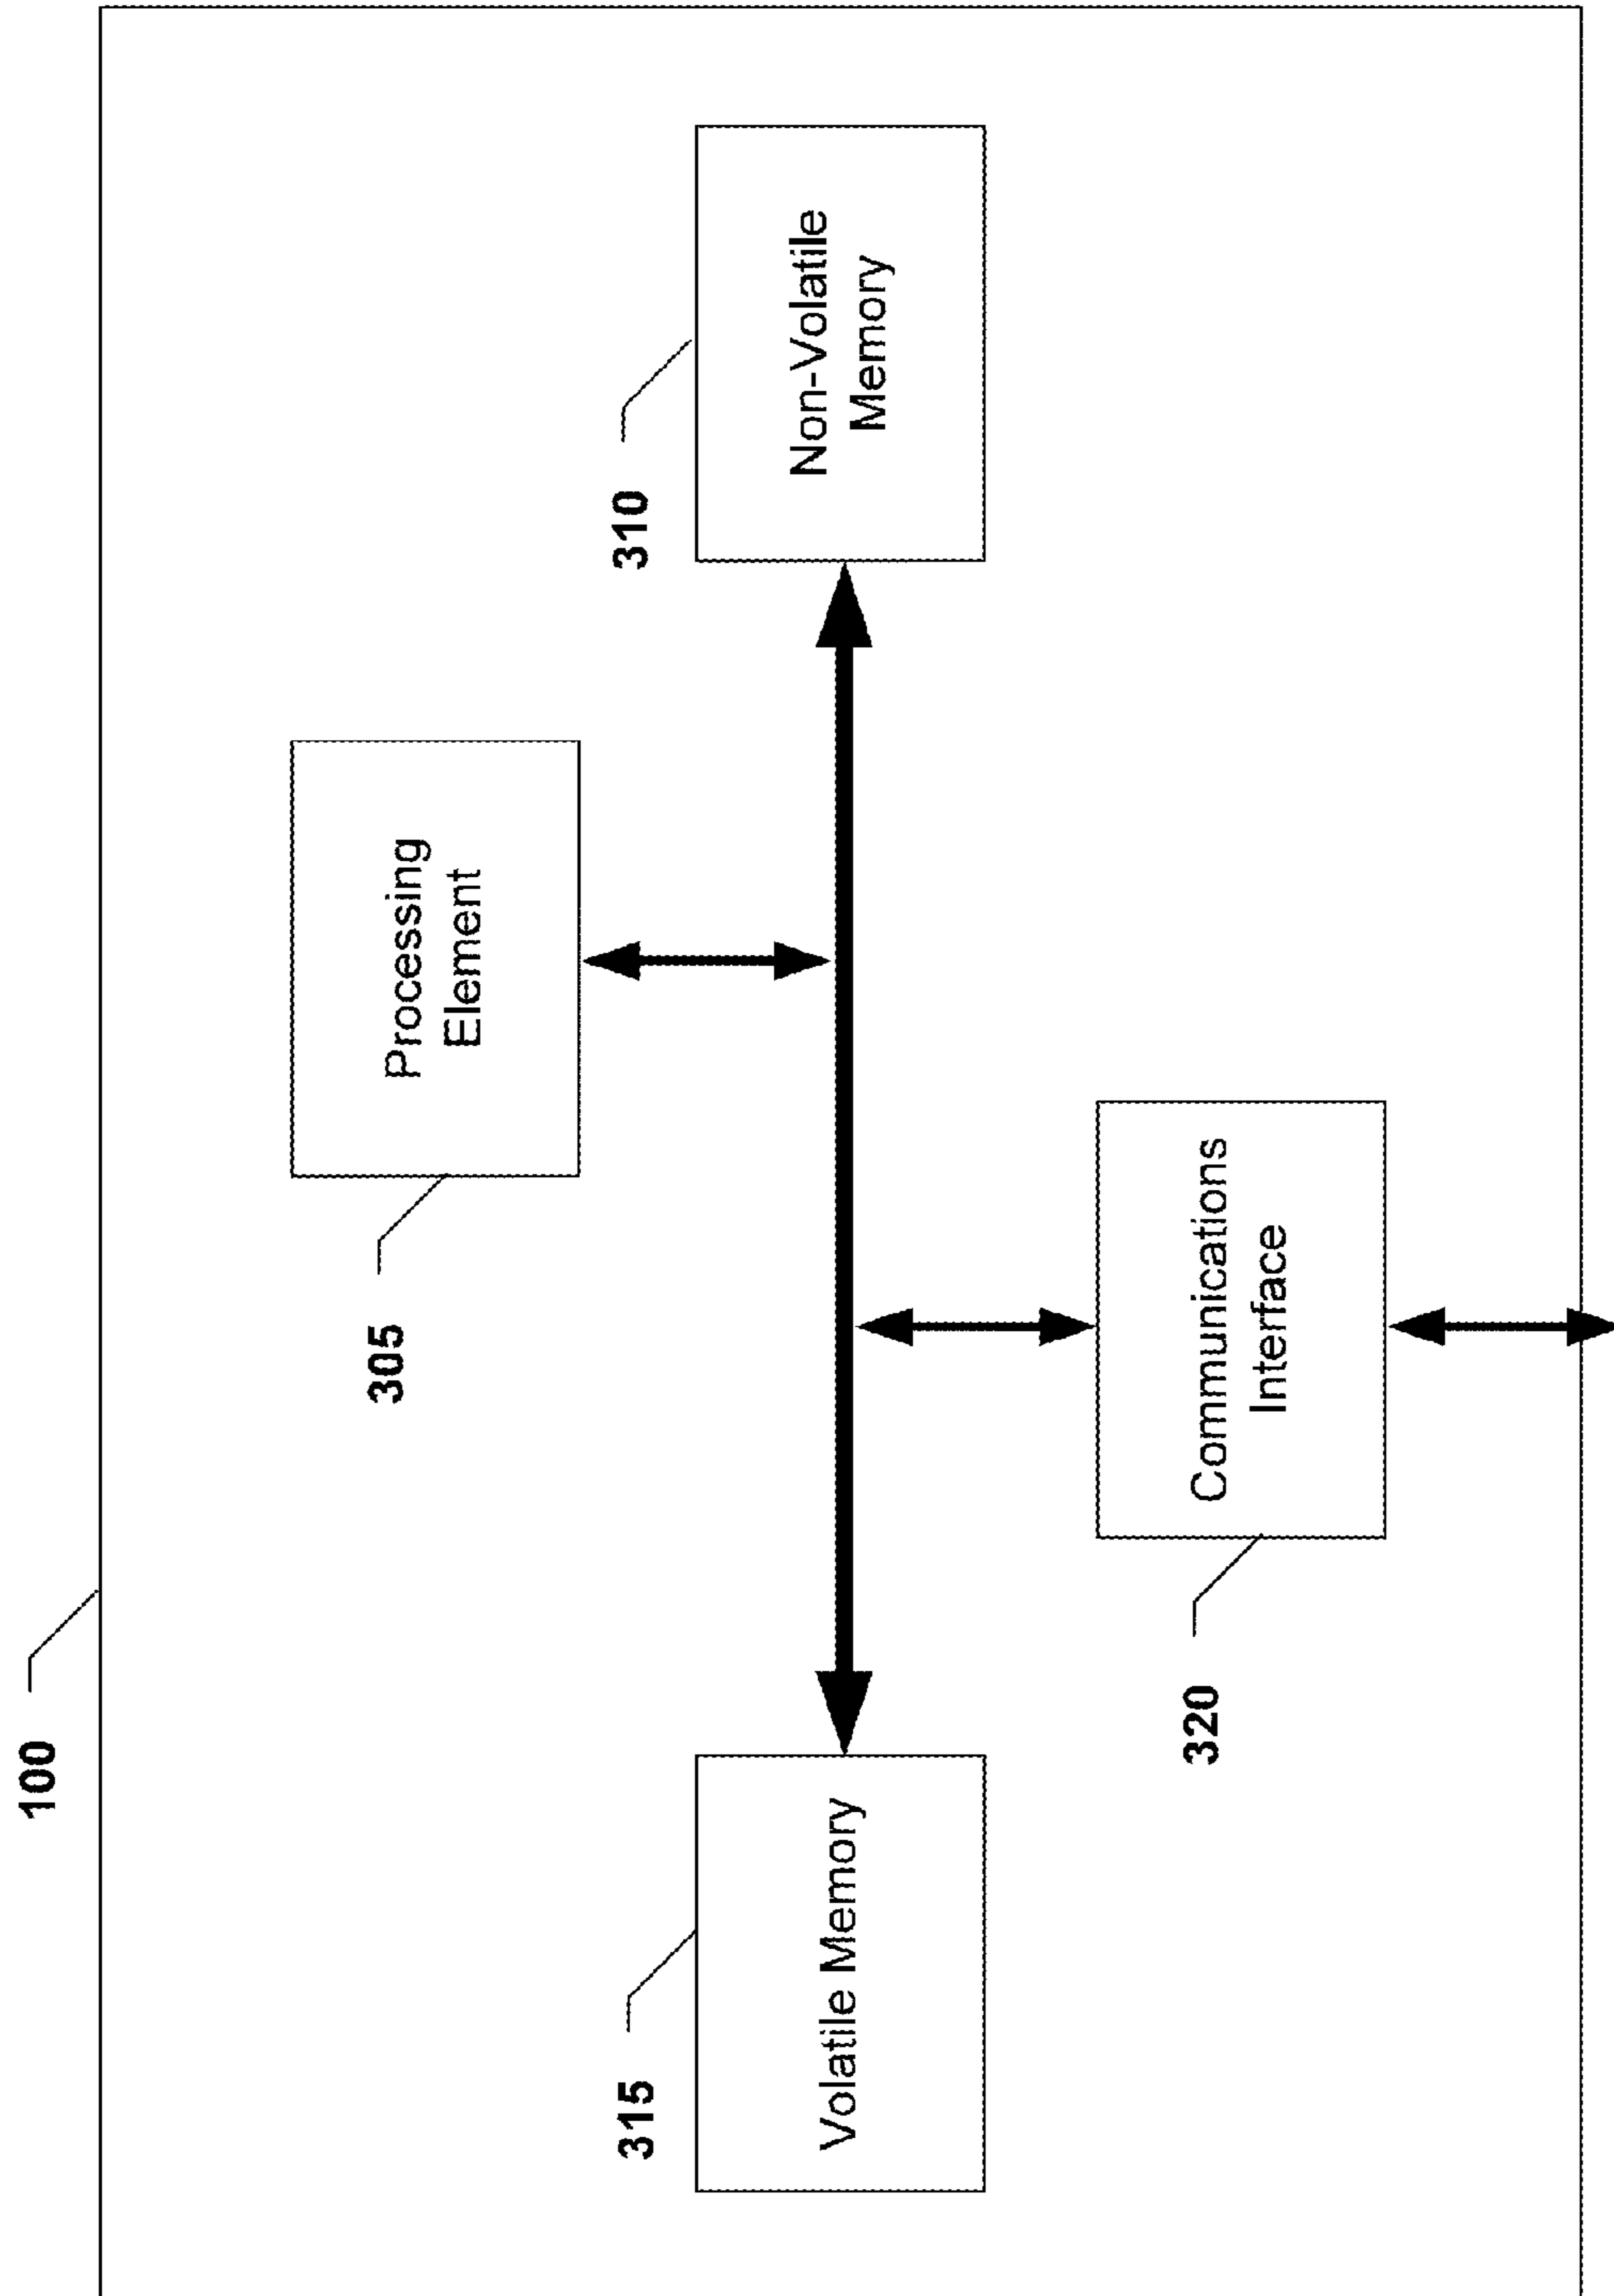 100
305
Processing
Element
315
Volatile Memory
310
Non-Volatile
Memory
320
Communications
Interface